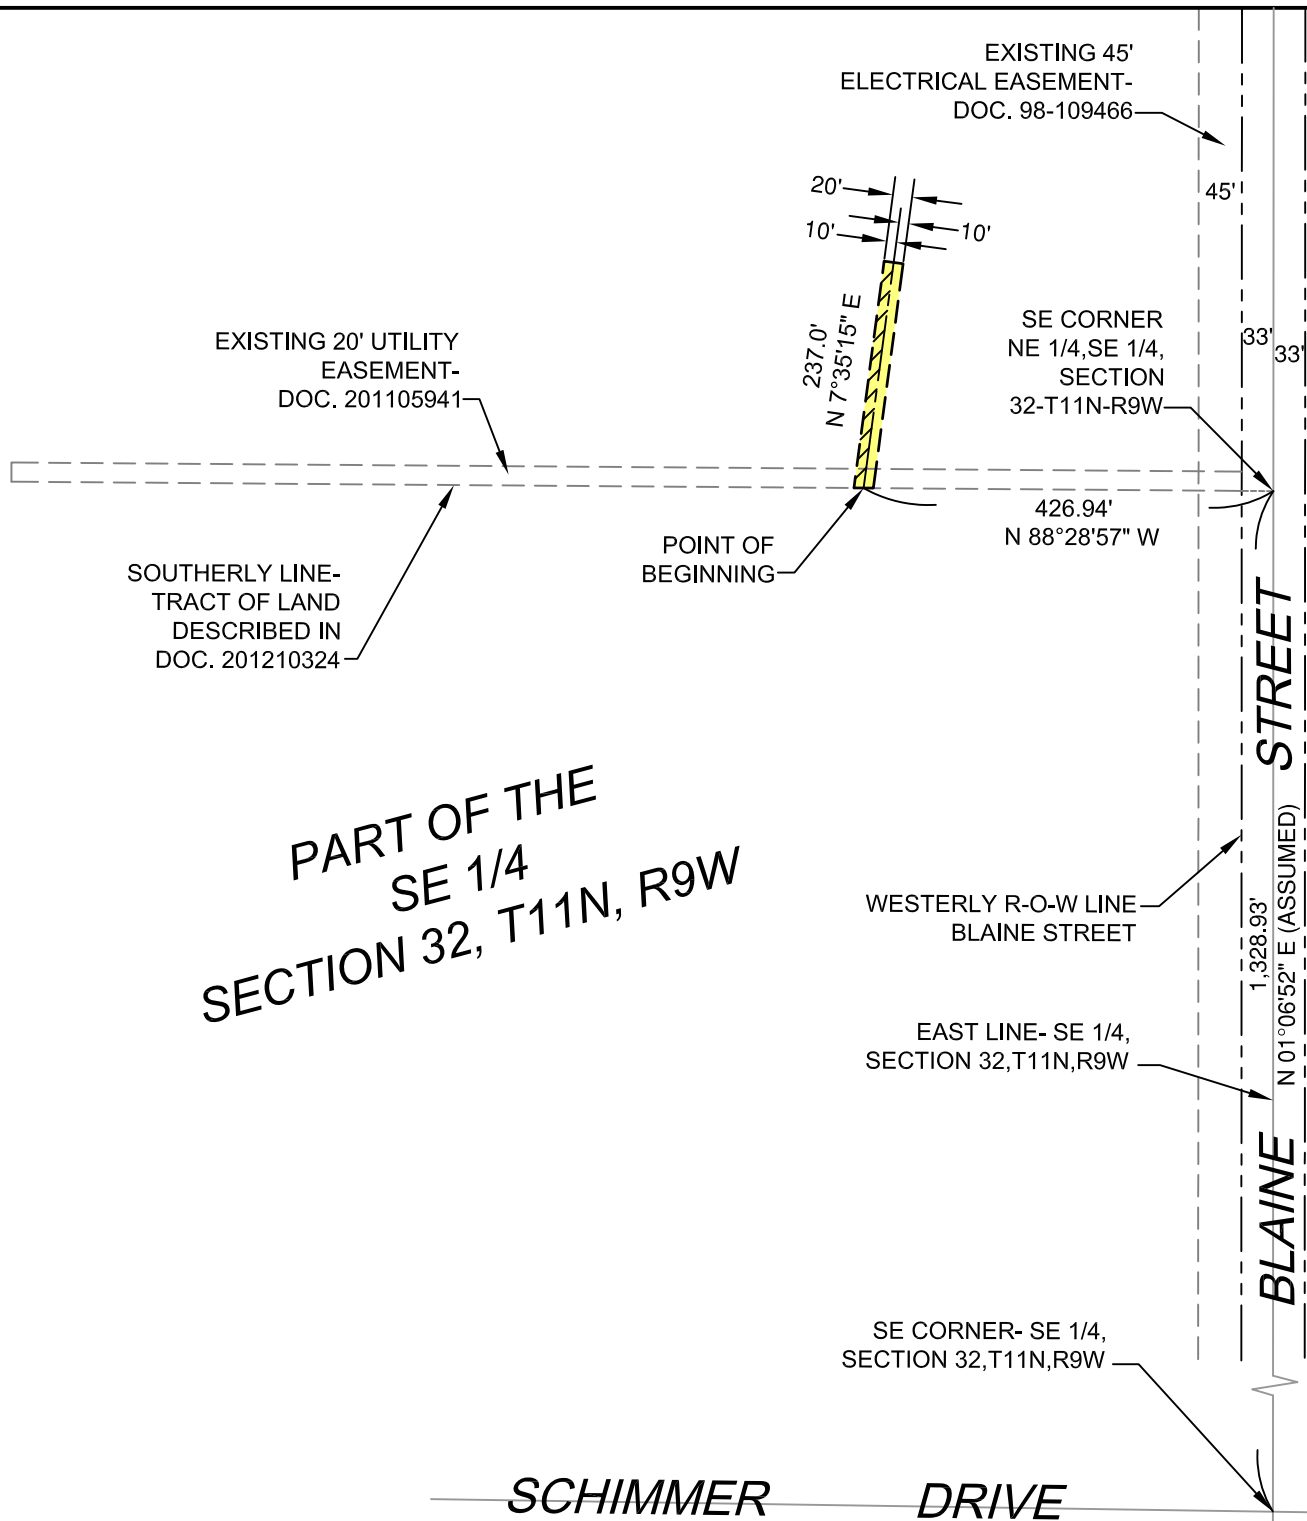 EXISTING 45'
ELECTRICAL EASEMENT-
DOC. 98-109466
20'
45'
10'
10'
237.0'
N 7°35'15" E
EXISTING 20' UTILITY
EASEMENT-
DOC. 201105941
SE CORNER
NE 1/4,SE 1/4,
SECTION
32-T11N-R9W
33'
33'
426.94'
N 88°28'57" W
POINT OF
BEGINNING
SOUTHERLY LINE-
TRACT OF LAND
DESCRIBED IN
DOC. 201210324
PART OF THE
SE 1/4
SECTION 32, T11N, R9W
WESTERLY R-O-W LINE
BLAINE STREET
1,328.93'
N 01°06'52" E (ASSUMED)
EAST LINE- SE 1/4,
SECTION 32,T11N,R9W
BLAINE STREET
SE CORNER- SE 1/4,
SECTION 32,T11N,R9W
SCHIMMER DRIVE